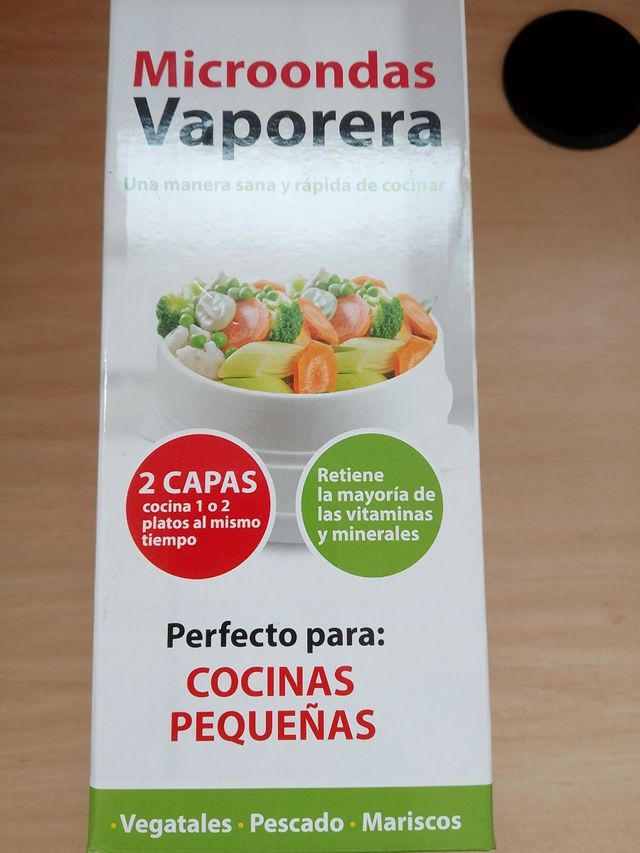 Microondas
Vaporera
Una manera sana y rápida de cocinar
2 CAPAS
cocina 1 o 2
platos al mismo
tiempo
Retiene
la mayoría de
las vitaminas
y minerales
Perfecto para:
COCINAS
PEQUEÑAS
· Vegatales · Pescado · Mariscos